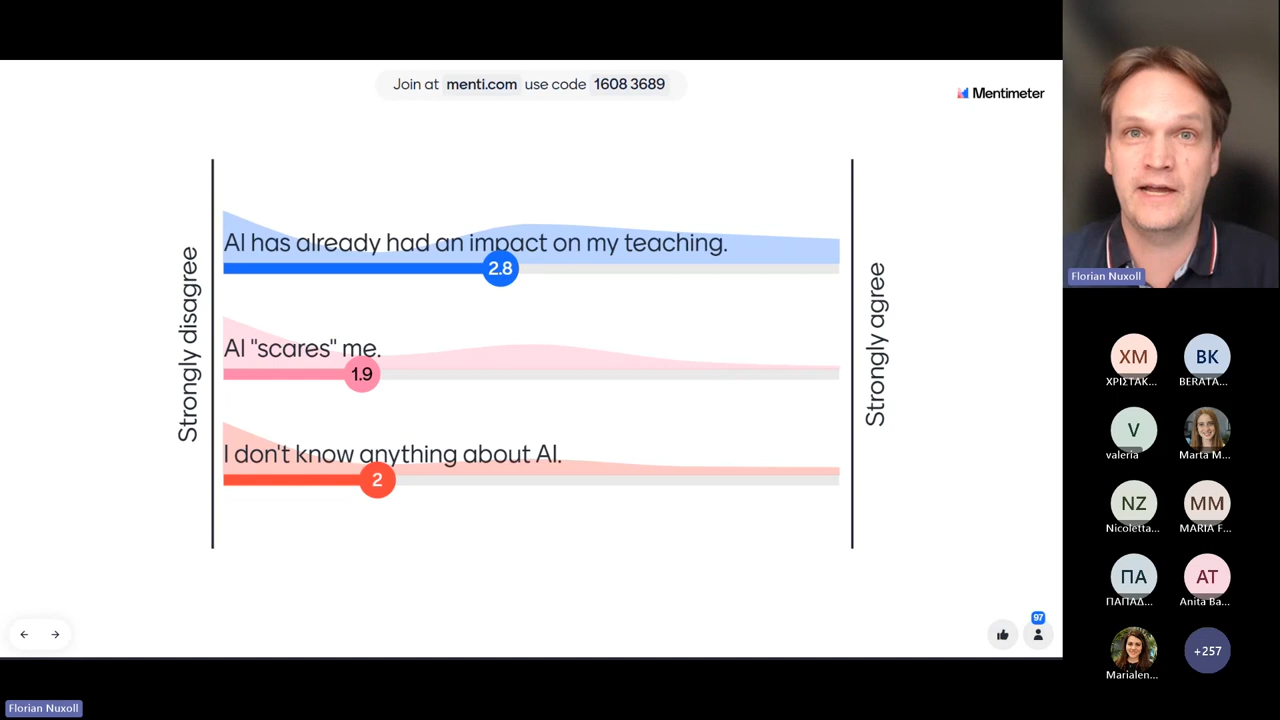 Join at menti.com use code 1608 3689
Mentimeter
Strongly disagree
AI has already had an impact on my teaching.
2.8
AI "scares" me.
1.9
I don't know anything about AI.
2
Strongly agree
97
Florian Nuxoll
ΧΜ
BK
ΧΡΙΣΤΑΚ...
BERATA...
V
valeria
Marta M...
NZ
MM
Nicoletta...
MARIA F...
ΠΑ
AT
ΠΑΠΑΔ...
Anita Ba...
Marialen...
+257
Florian Nuxoll